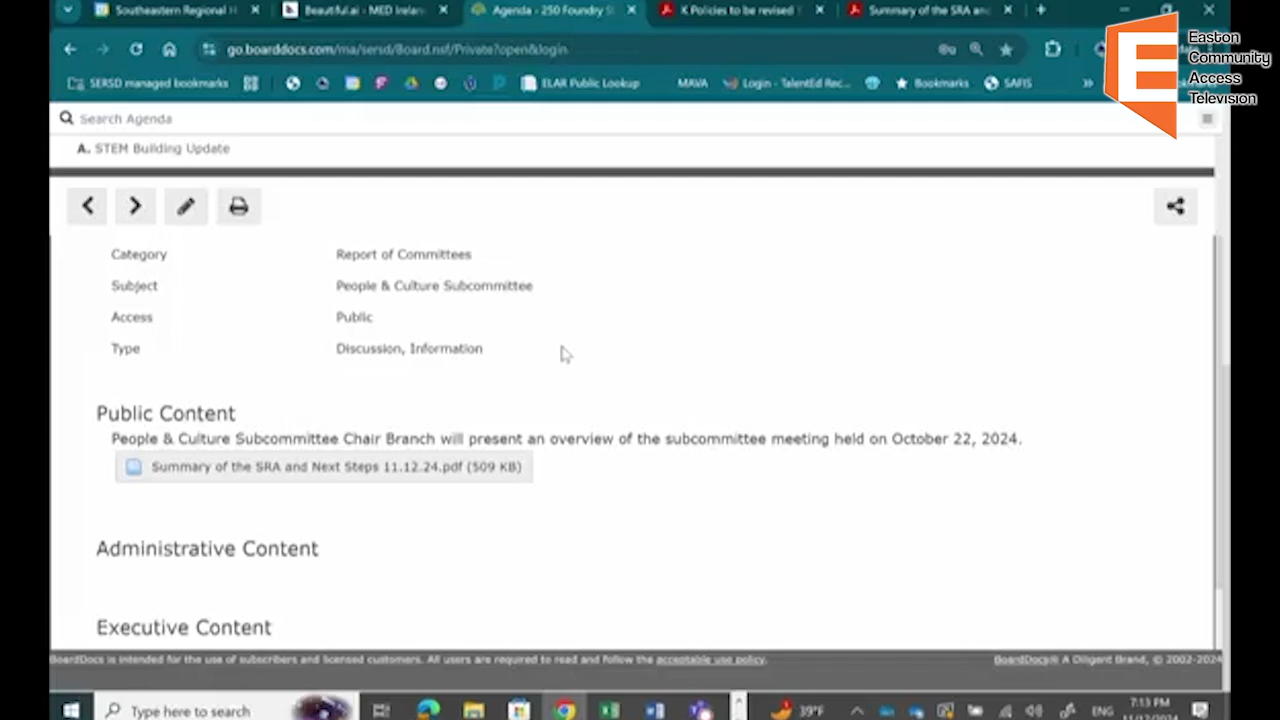 Southeastern Regional
Beautiful.ai - MED Irelan
Agenda - 250 Foundry S
K Policies to be revised
Summary of the SRA an
go.boarddocs.com/ma/sersd/Board.nsf/Private?open&login
SERSD managed bookmarks
ELAR Public Lookup
MAVA
Login - TalentEd Rec...
Bookmarks
SAFIS
»
Easton
Community
Access
Television
Search Agenda
A. STEM Building Update
Category Report of Committees
Subject People & Culture Subcommittee
Access Public
Type Discussion, Information
Public Content
People & Culture Subcommittee Chair Branch will present an overview of the subcommittee meeting held on October 22, 2024.
Summary of the SRA and Next Steps 11.12.24.pdf (509 KB)
Administrative Content
Executive Content
BoardDocs is intended for the use of subscribers and licensed customers. All users are required to read and follow the acceptable use policy.
BoardDocs® A Diligent Brand, © 2002-2024
Type here to search
39°F
ENG
7:13 PM
11/12/2024